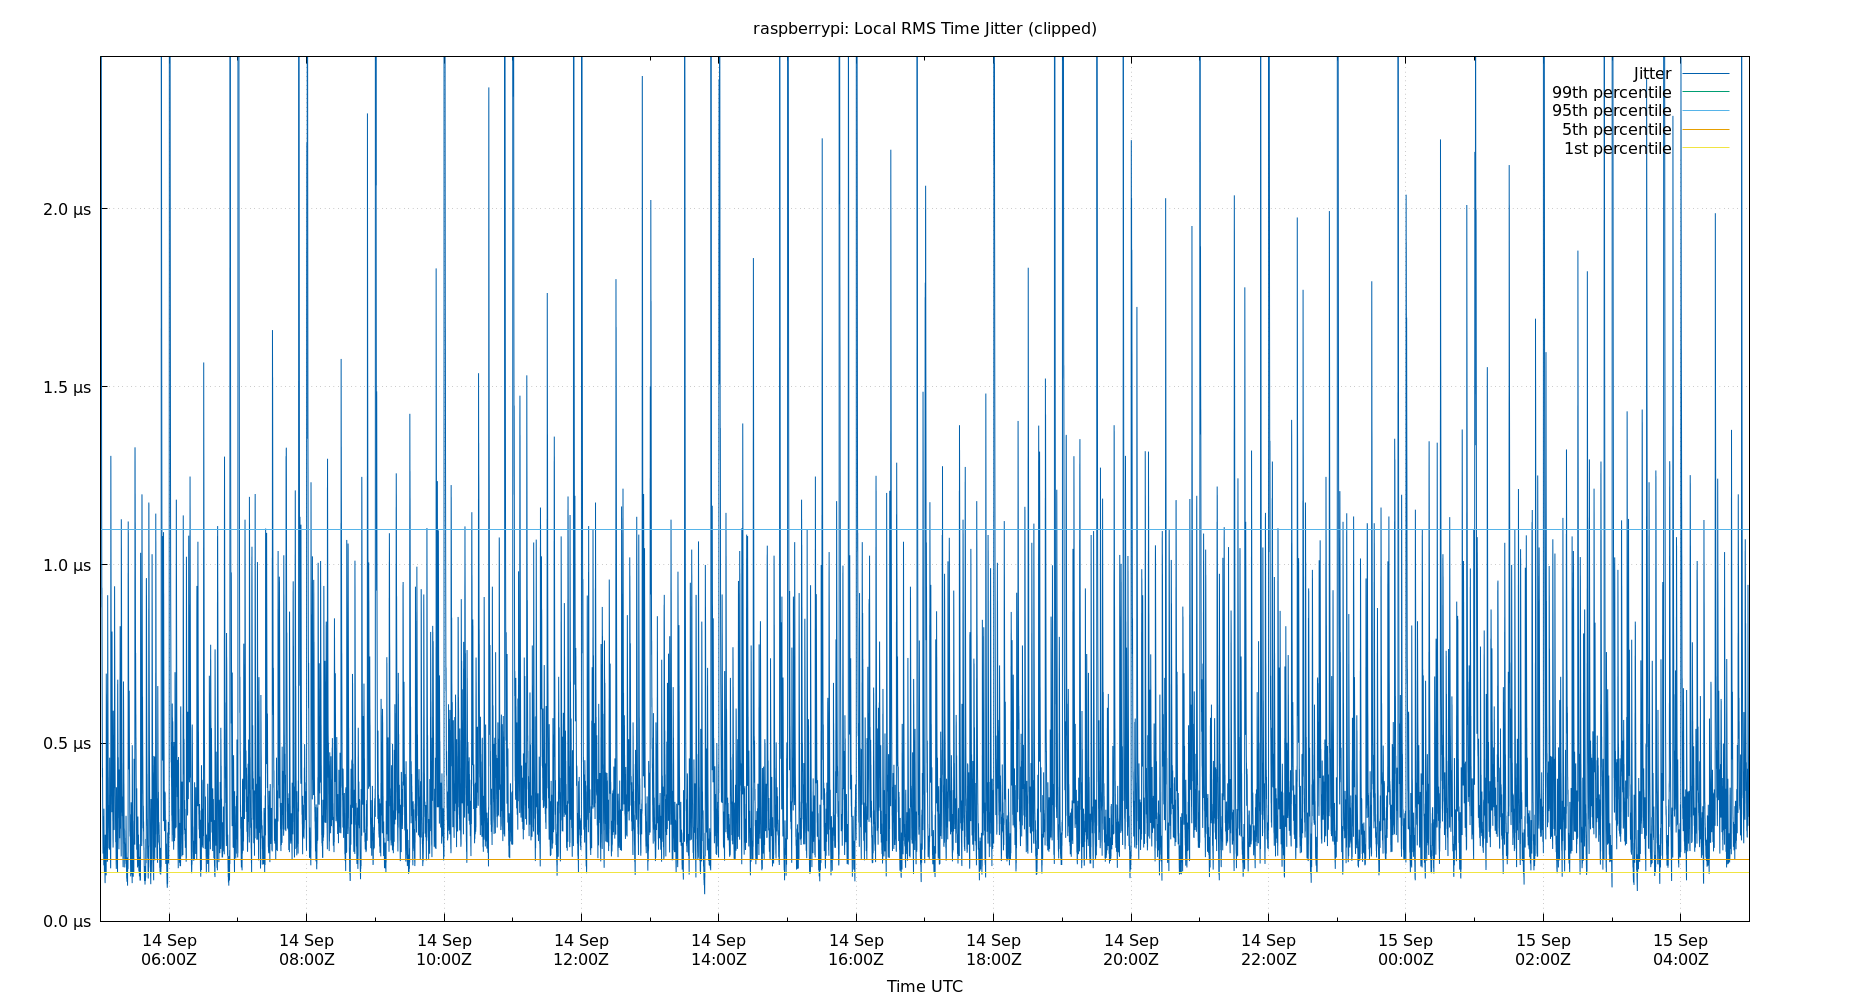 raspberrypi: Local RMS Time Jitter (clipped)
Jitter
99th percentile
95th percentile
5th percentile
1st percentile
2.0 µs
1.5 µs
1.0 µs
0.5 µs
0.0 µs
14 Sep 14 Sep 14 Sep 14 Sep 14 Sep 14 Sep 14 Sep 14 Sep 14 Sep 15 Sep 15 Sep 15 Sep
06:00Z 08:00Z 10:00Z 12:00Z 14:00Z 16:00Z 18:00Z 20:00Z 22:00Z 00:00Z 02:00Z 04:00Z
Time UTC